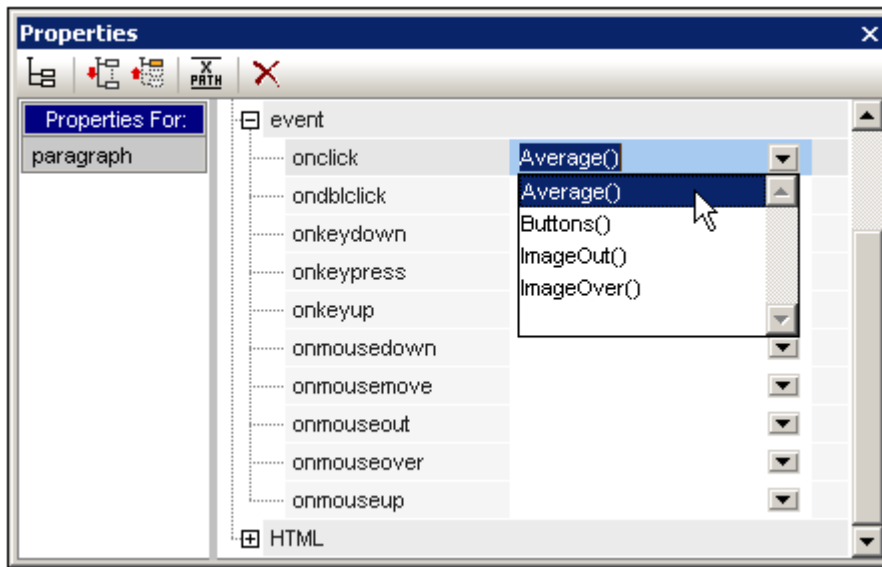 Properties
X PATH
Properties For:
paragraph
event
onclick Average()
ondblclick Average()
onkeydown Buttons()
onkeypress ImageOut()
onkeyup ImageOver()
onmousedown
onmousemove
onmouseout
onmouseover
onmouseup
HTML